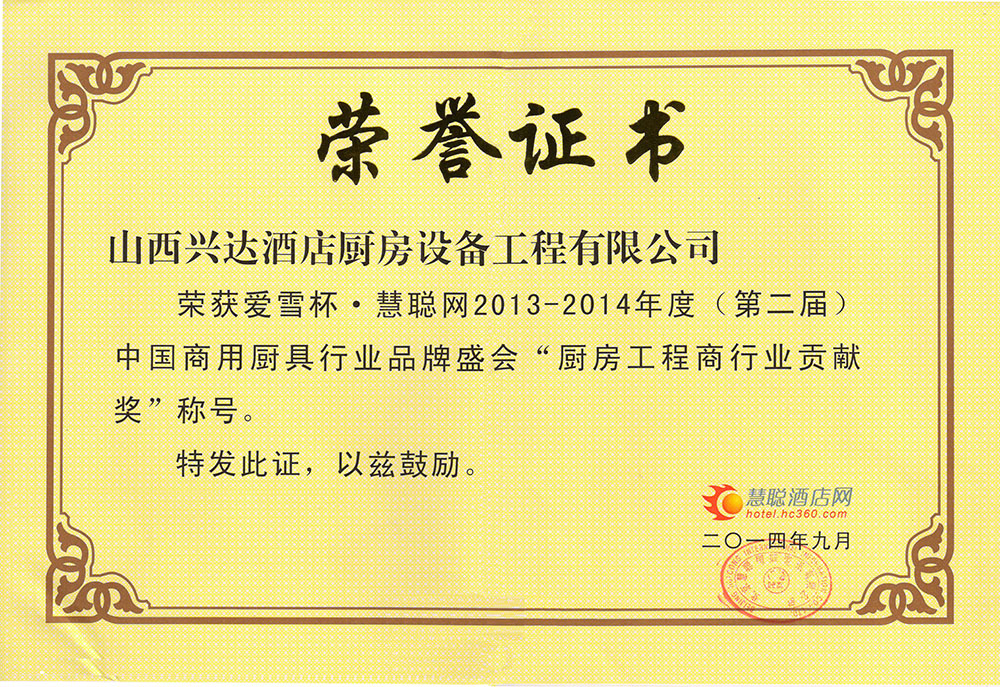 荣誉证书
山西兴达酒店厨房设备工程有限公司
荣获爱雪杯·慧聪网2013-2014年度（第二届）
中国商用厨具行业品牌盛会“厨房工程商行业贡献
奖”称号。
特发此证，以兹鼓励。
慧聪酒店网
hotel.hc360.com
二〇一四年九月